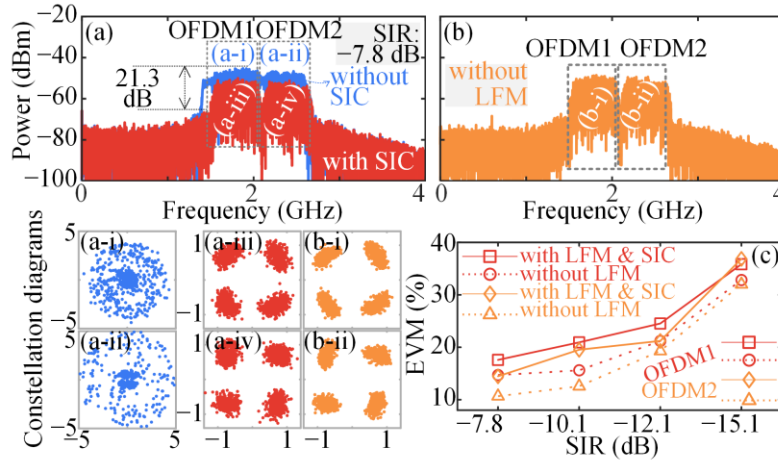 (a)
OFDM1 OFDM2
SIR:
−7.8 dB
(a-i)
(a-ii)
21.3
dB
without
SIC
(a-iii)
(a-iv)
with SIC
−20
−40
−60
−80
−100
Power (dBm)
0
2
4
Frequency (GHz)
(b)
OFDM1 OFDM2
without
LFM
(b-i)
(b-ii)
0
2
4
Frequency (GHz)
Constellation diagrams
(a-i)
5
−5
(a-ii)
5
−5
−5
0
5
(a-iii)
1
−1
(a-iv)
1
−1
−1
1
(b-i)
(b-ii)
−1
1
(c)
with LFM & SIC
without LFM
with LFM & SIC
without LFM
OFDM1
OFDM2
40
30
20
10
EVM (%)
−7.8
−10.1
−12.1
−15.1
SIR (dB)